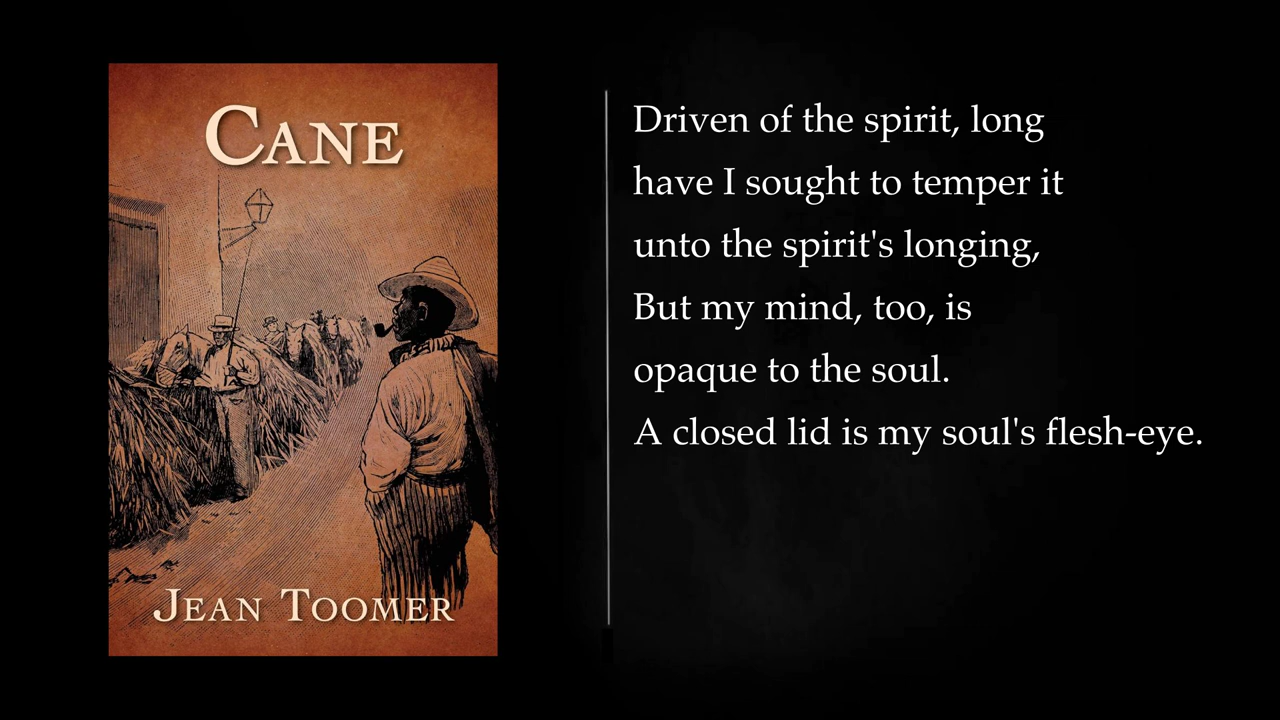 CANE
JEAN TOOMER
Driven of the spirit, long
have I sought to temper it
unto the spirit's longing,
But my mind, too, is
opaque to the soul.
A closed lid is my soul's flesh-eye.